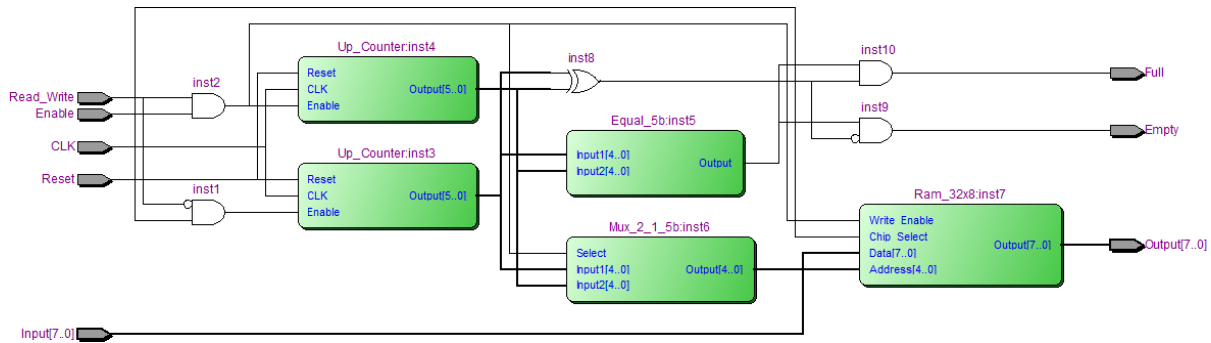 Up_Counter:inst4
Reset
CLK
Enable
Output[5..0]
inst8
inst10
Full
inst2
Read_Write
Enable
CLK
Reset
inst9
Empty
Equal_5b:inst5
Input1[4..0]
Input2[4..0]
Output
Up_Counter:inst3
Reset
CLK
Enable
Output[5..0]
inst1
Ram_32x8:inst7
Write Enable
Chip Select
Data[7..0]
Address[4..0]
Output[7..0]
Output[7..0]
Mux_2_1_5b:inst6
Select
Input1[4..0]
Input2[4..0]
Output[4..0]
Input[7..0]